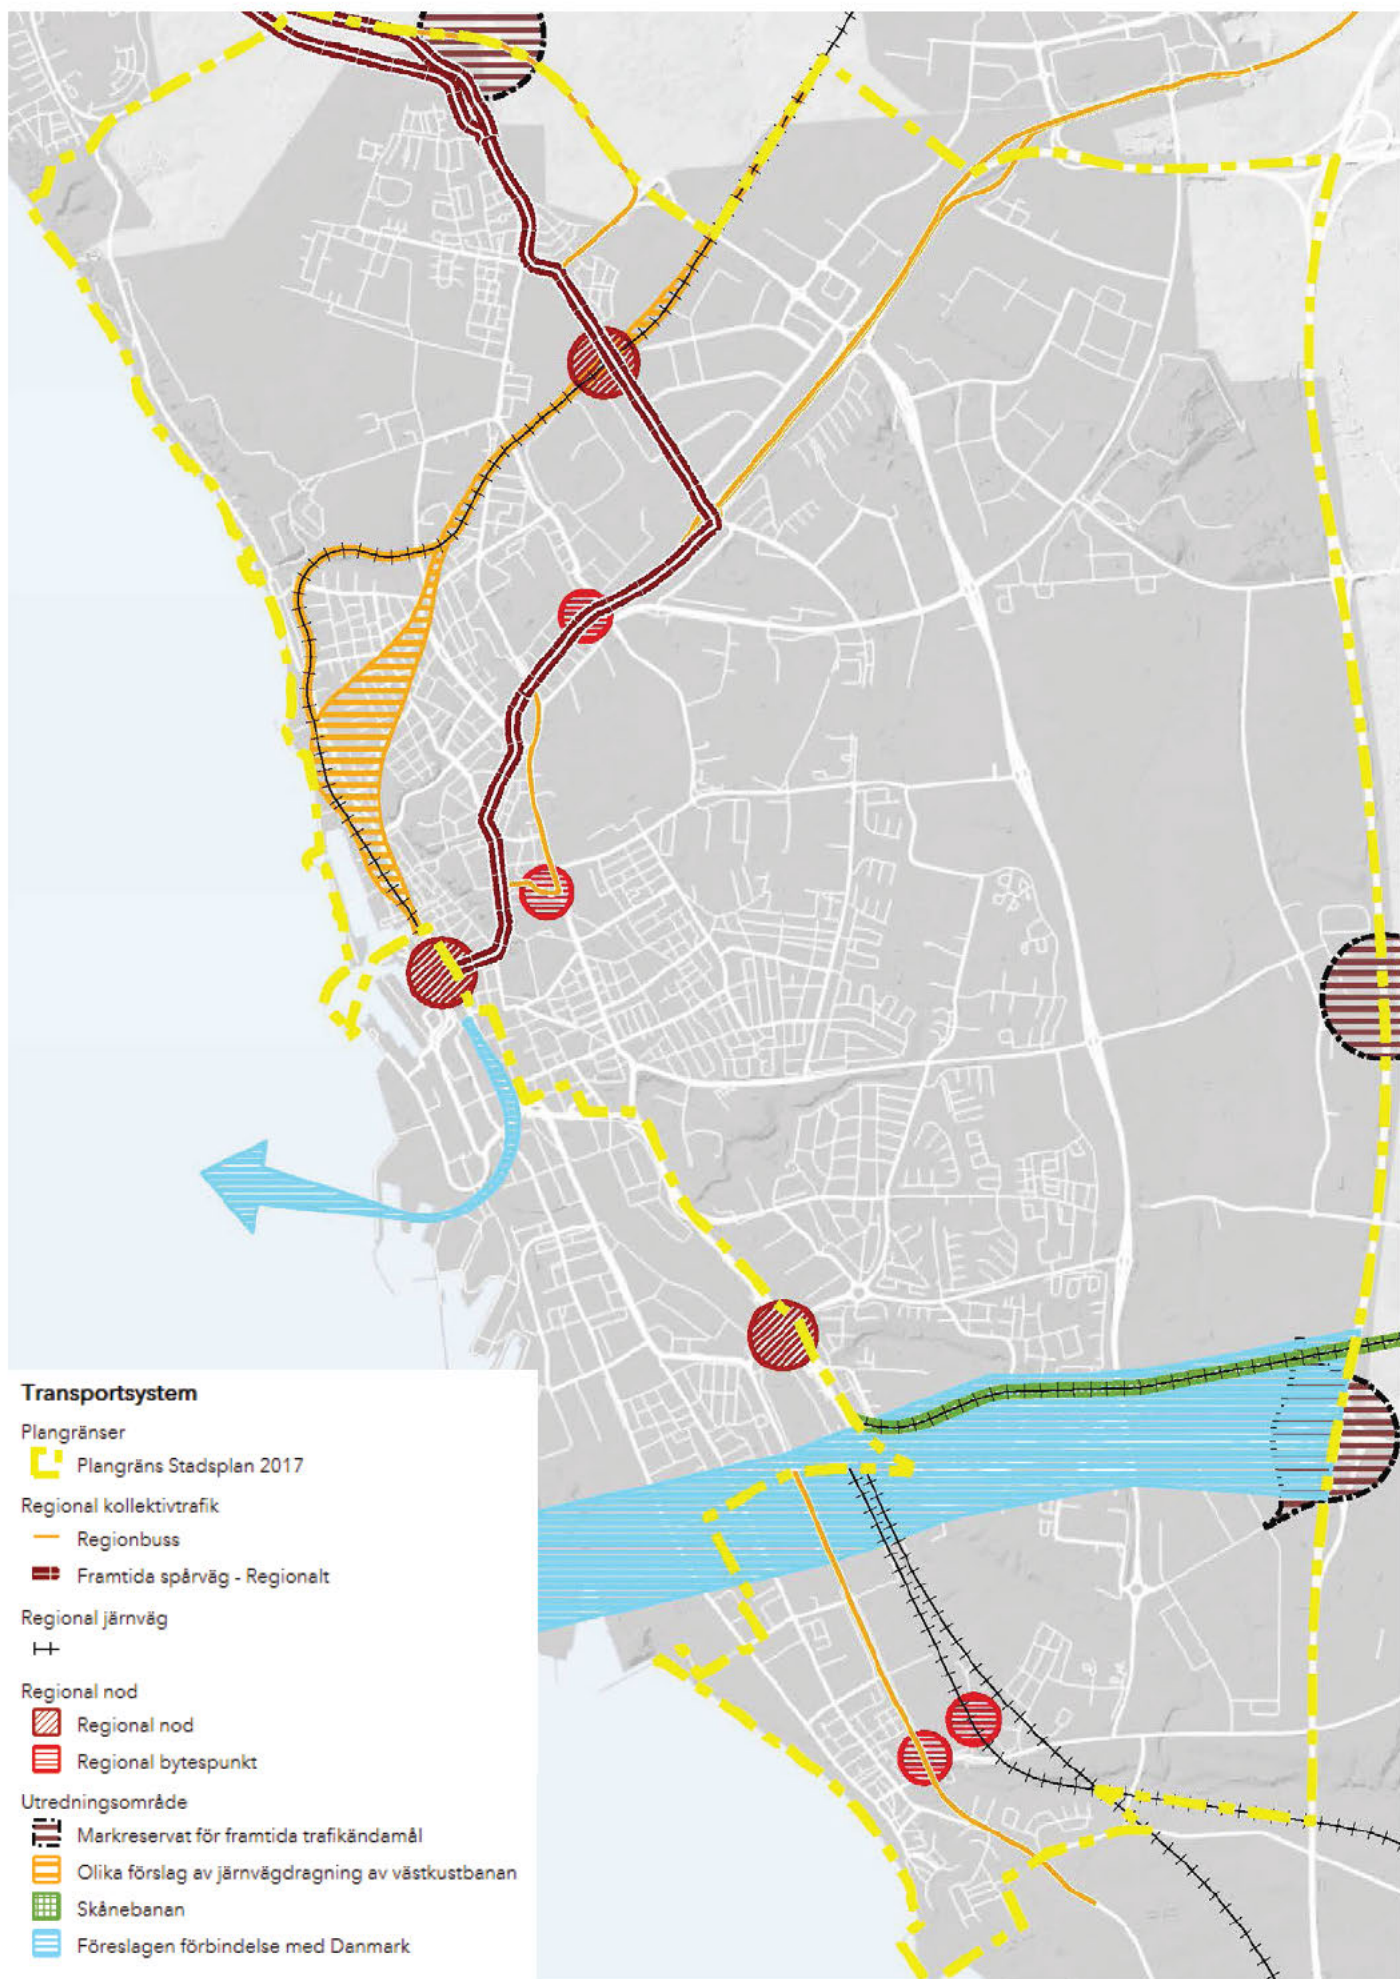 Transportsystem
Plangränser
Plangräns Stadsplan 2017
Regional kollektivtrafik
Regionbuss
Framtida spårväg - Regionalt
Regional järnväg
Regional nod
Regional nod
Regional bytespunkt
Utredningsområde
Markreservat för framtida trafikändamål
Olika förslag av järnvägdragning av västkustbanan
Skånebanan
Föreslagen förbindelse med Danmark